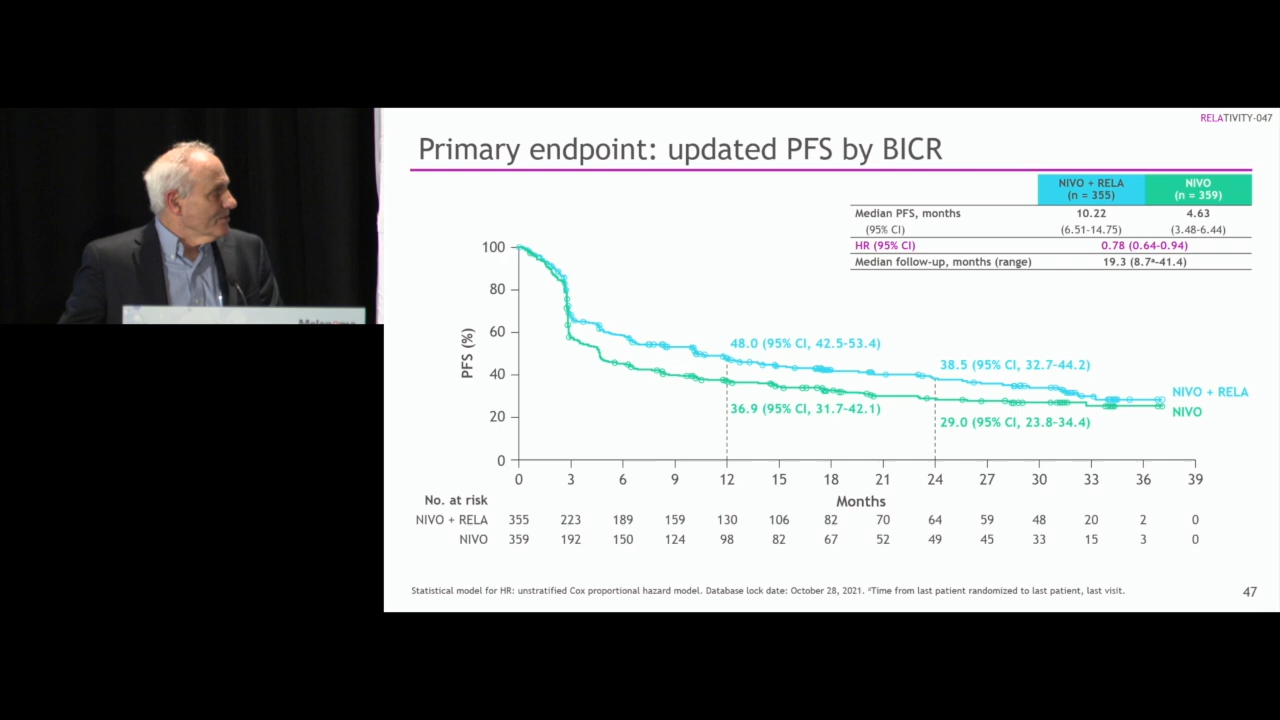 RELATIVITY-047
Primary endpoint: updated PFS by BICR
NIVO + RELA (n = 355) NIVO (n = 359)
Median PFS, months 10.22 4.63
(95% CI) (6.51-14.75) (3.48-6.44)
HR (95% CI) 0.78 (0.64-0.94)
Median follow-up, months (range) 19.3 (8.7ª-41.4)
PFS (%)
100
80
60
40
20
0
48.0 (95% CI, 42.5-53.4)
38.5 (95% CI, 32.7-44.2)
NIVO + RELA
NIVO
36.9 (95% CI, 31.7-42.1)
29.0 (95% CI, 23.8-34.4)
0 3 6 9 12 15 18 21 24 27 30 33 36 39
No. at risk
Months
NIVO + RELA 355 223 189 159 130 106 82 70 64 59 48 20 2 0
NIVO 359 192 150 124 98 82 67 52 49 45 33 15 3 0
Statistical model for HR: unstratified Cox proportional hazard model. Database lock date: October 28, 2021. ªTime from last patient randomized to last patient, last visit.
47